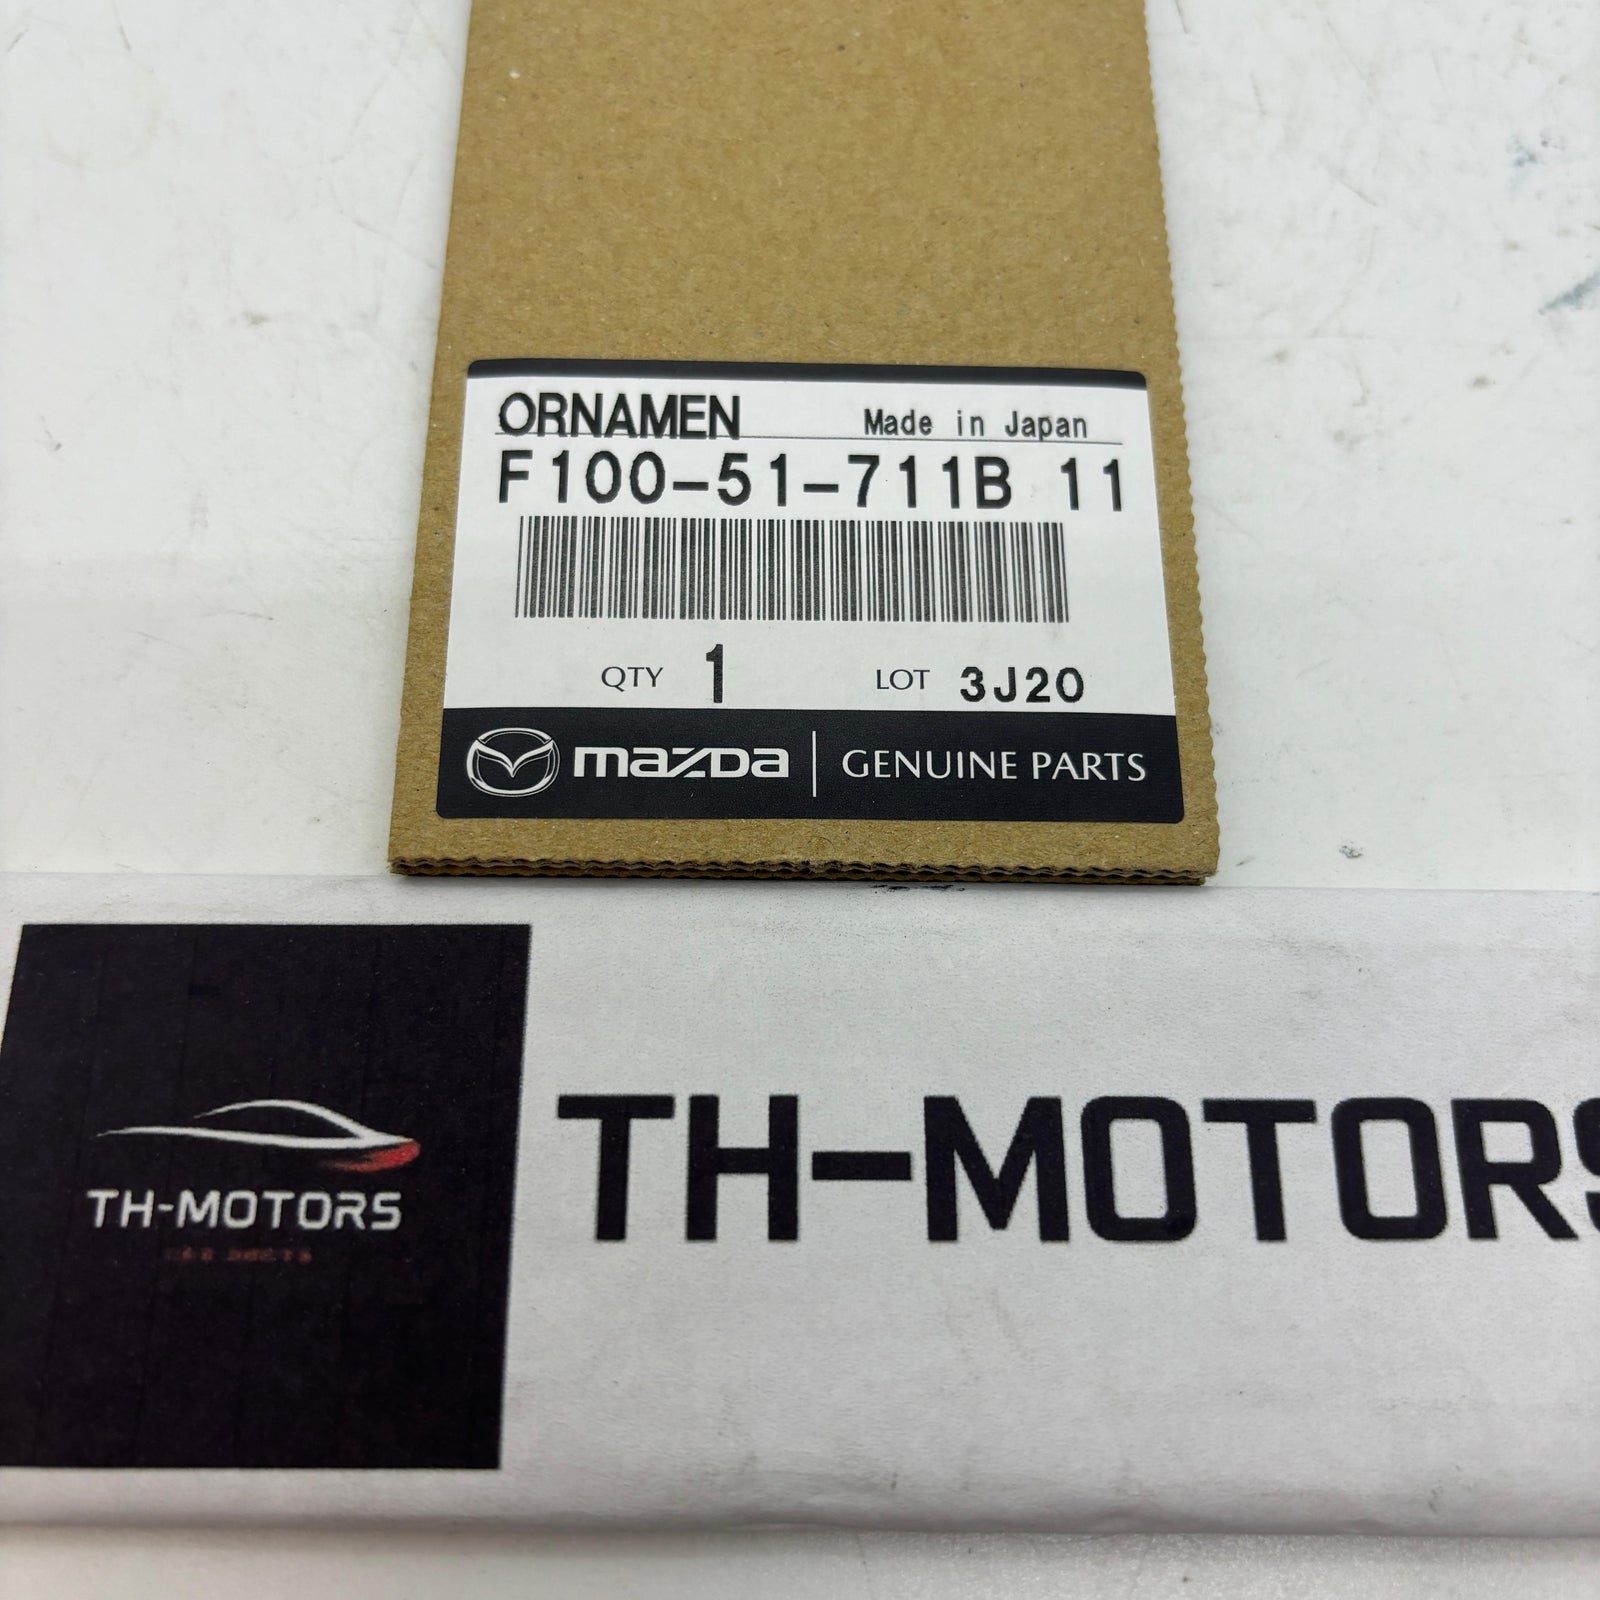 ORNAMEN Made in Japan
F100-51-711B 11
QTY 1 LOT 3J20
mazda GENUINE PARTS
TH-MOTORS
TH-MOTORS